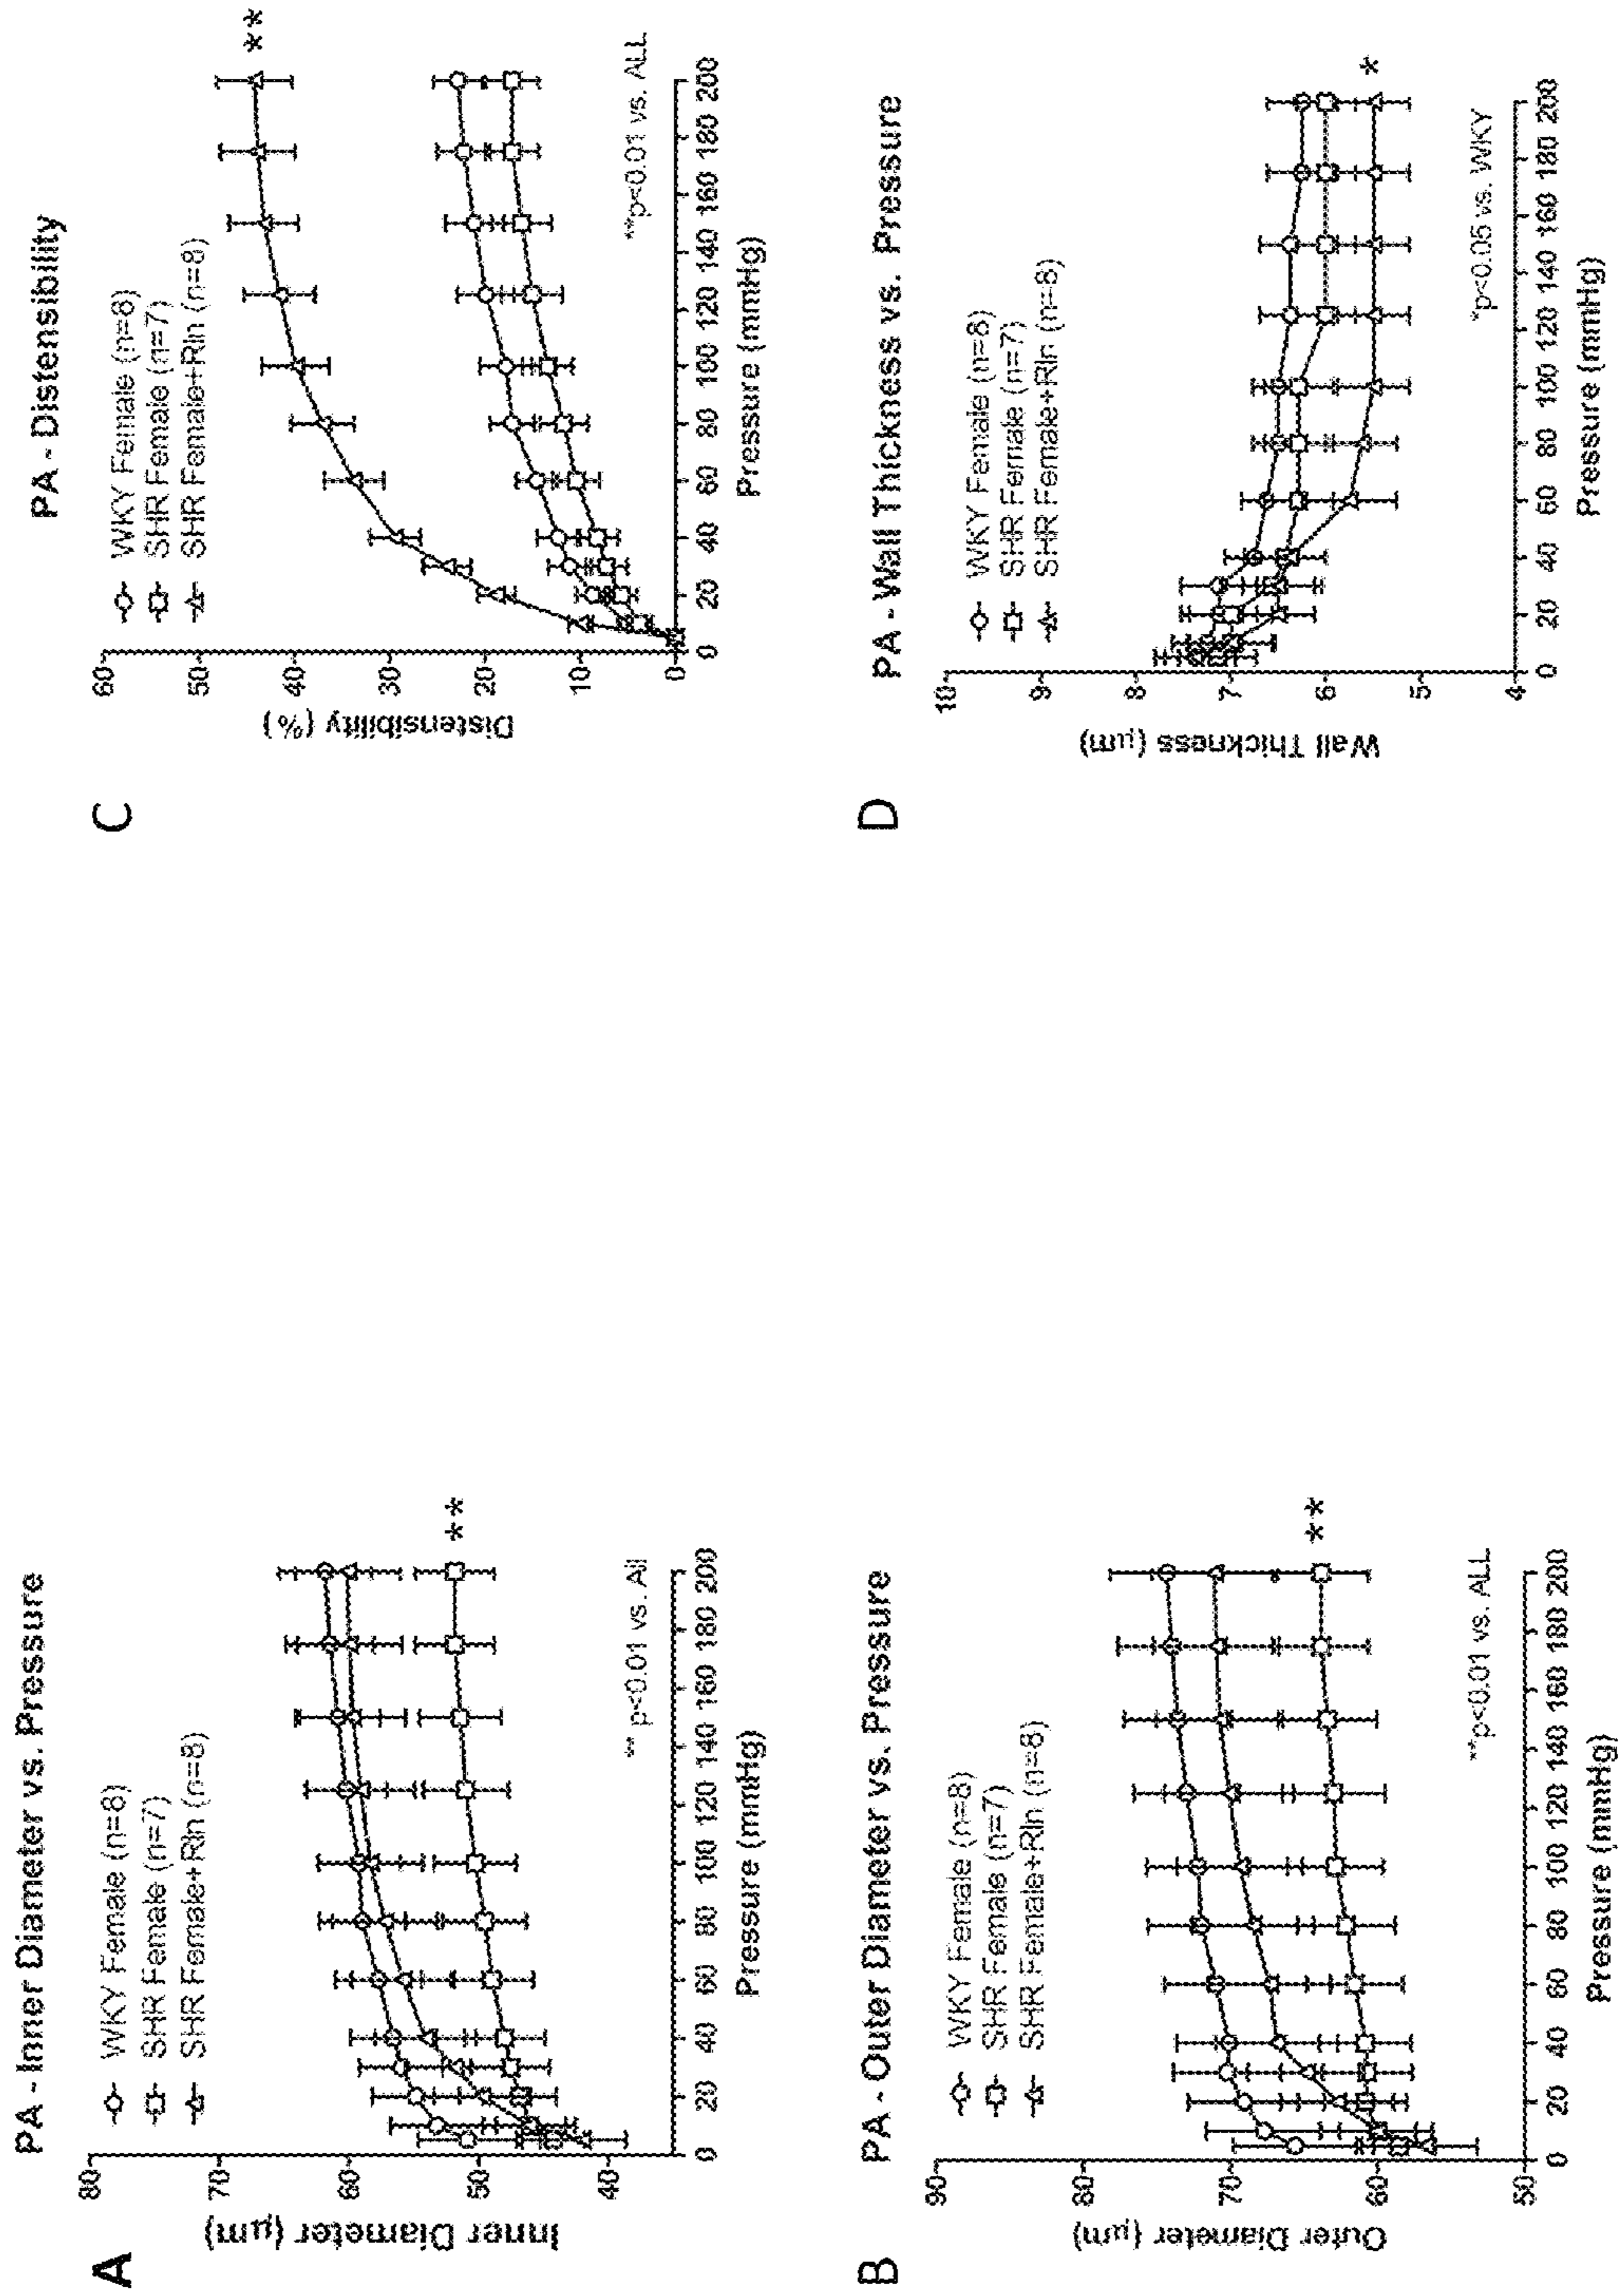 A
PA - Inner Diameter vs. Pressure
WKY Female (n=8)
SHR Female (n=7)
SHR Female+Rln (n=8)
80
70
60
50
40
Inner Diameter (μm)
**
** p<0.01 vs. All
0 20 40 60 80 100 120 140 160 180 200
Pressure (mmHg)
B
PA - Outer Diameter vs. Pressure
WKY Female (n=8)
SHR Female (n=7)
SHR Female+Rln (n=8)
90
80
70
60
50
Outer Diameter (μm)
**
**p<0.01 vs. ALL
0 20 40 60 80 100 120 140 160 180 200
Pressure (mmHg)
C
PA - Distensibility
WKY Female (n=8)
SHR Female (n=7)
SHR Female+Rln (n=8)
60
50
40
30
20
10
0
Distensibility (%)
**
**p<0.01 vs. ALL
0 20 40 60 80 100 120 140 160 180 200
Pressure (mmHg)
D
PA - Wall Thickness vs. Pressure
WKY Female (n=8)
SHR Female (n=7)
SHR Female+Rln (n=8)
10
9
8
7
6
5
4
Wall Thickness (μm)
*
*p<0.05 vs. WKY
0 20 40 60 80 100 120 140 160 180 200
Pressure (mmHg)